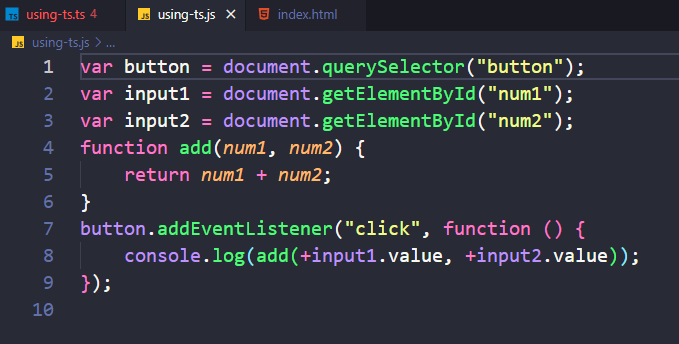 TS using-ts.ts 4 JS using-ts.js × 5 index.html
JS using-ts.js > ...
1 var button = document.querySelector("button");
2 var input1 = document.getElementById("num1");
3 var input2 = document.getElementById("num2");
4 function add(num1, num2) {
5 return num1 + num2;
6 }
7 button.addEventListener("click", function () {
8 console.log(add(+input1.value, +input2.value));
9 });
10